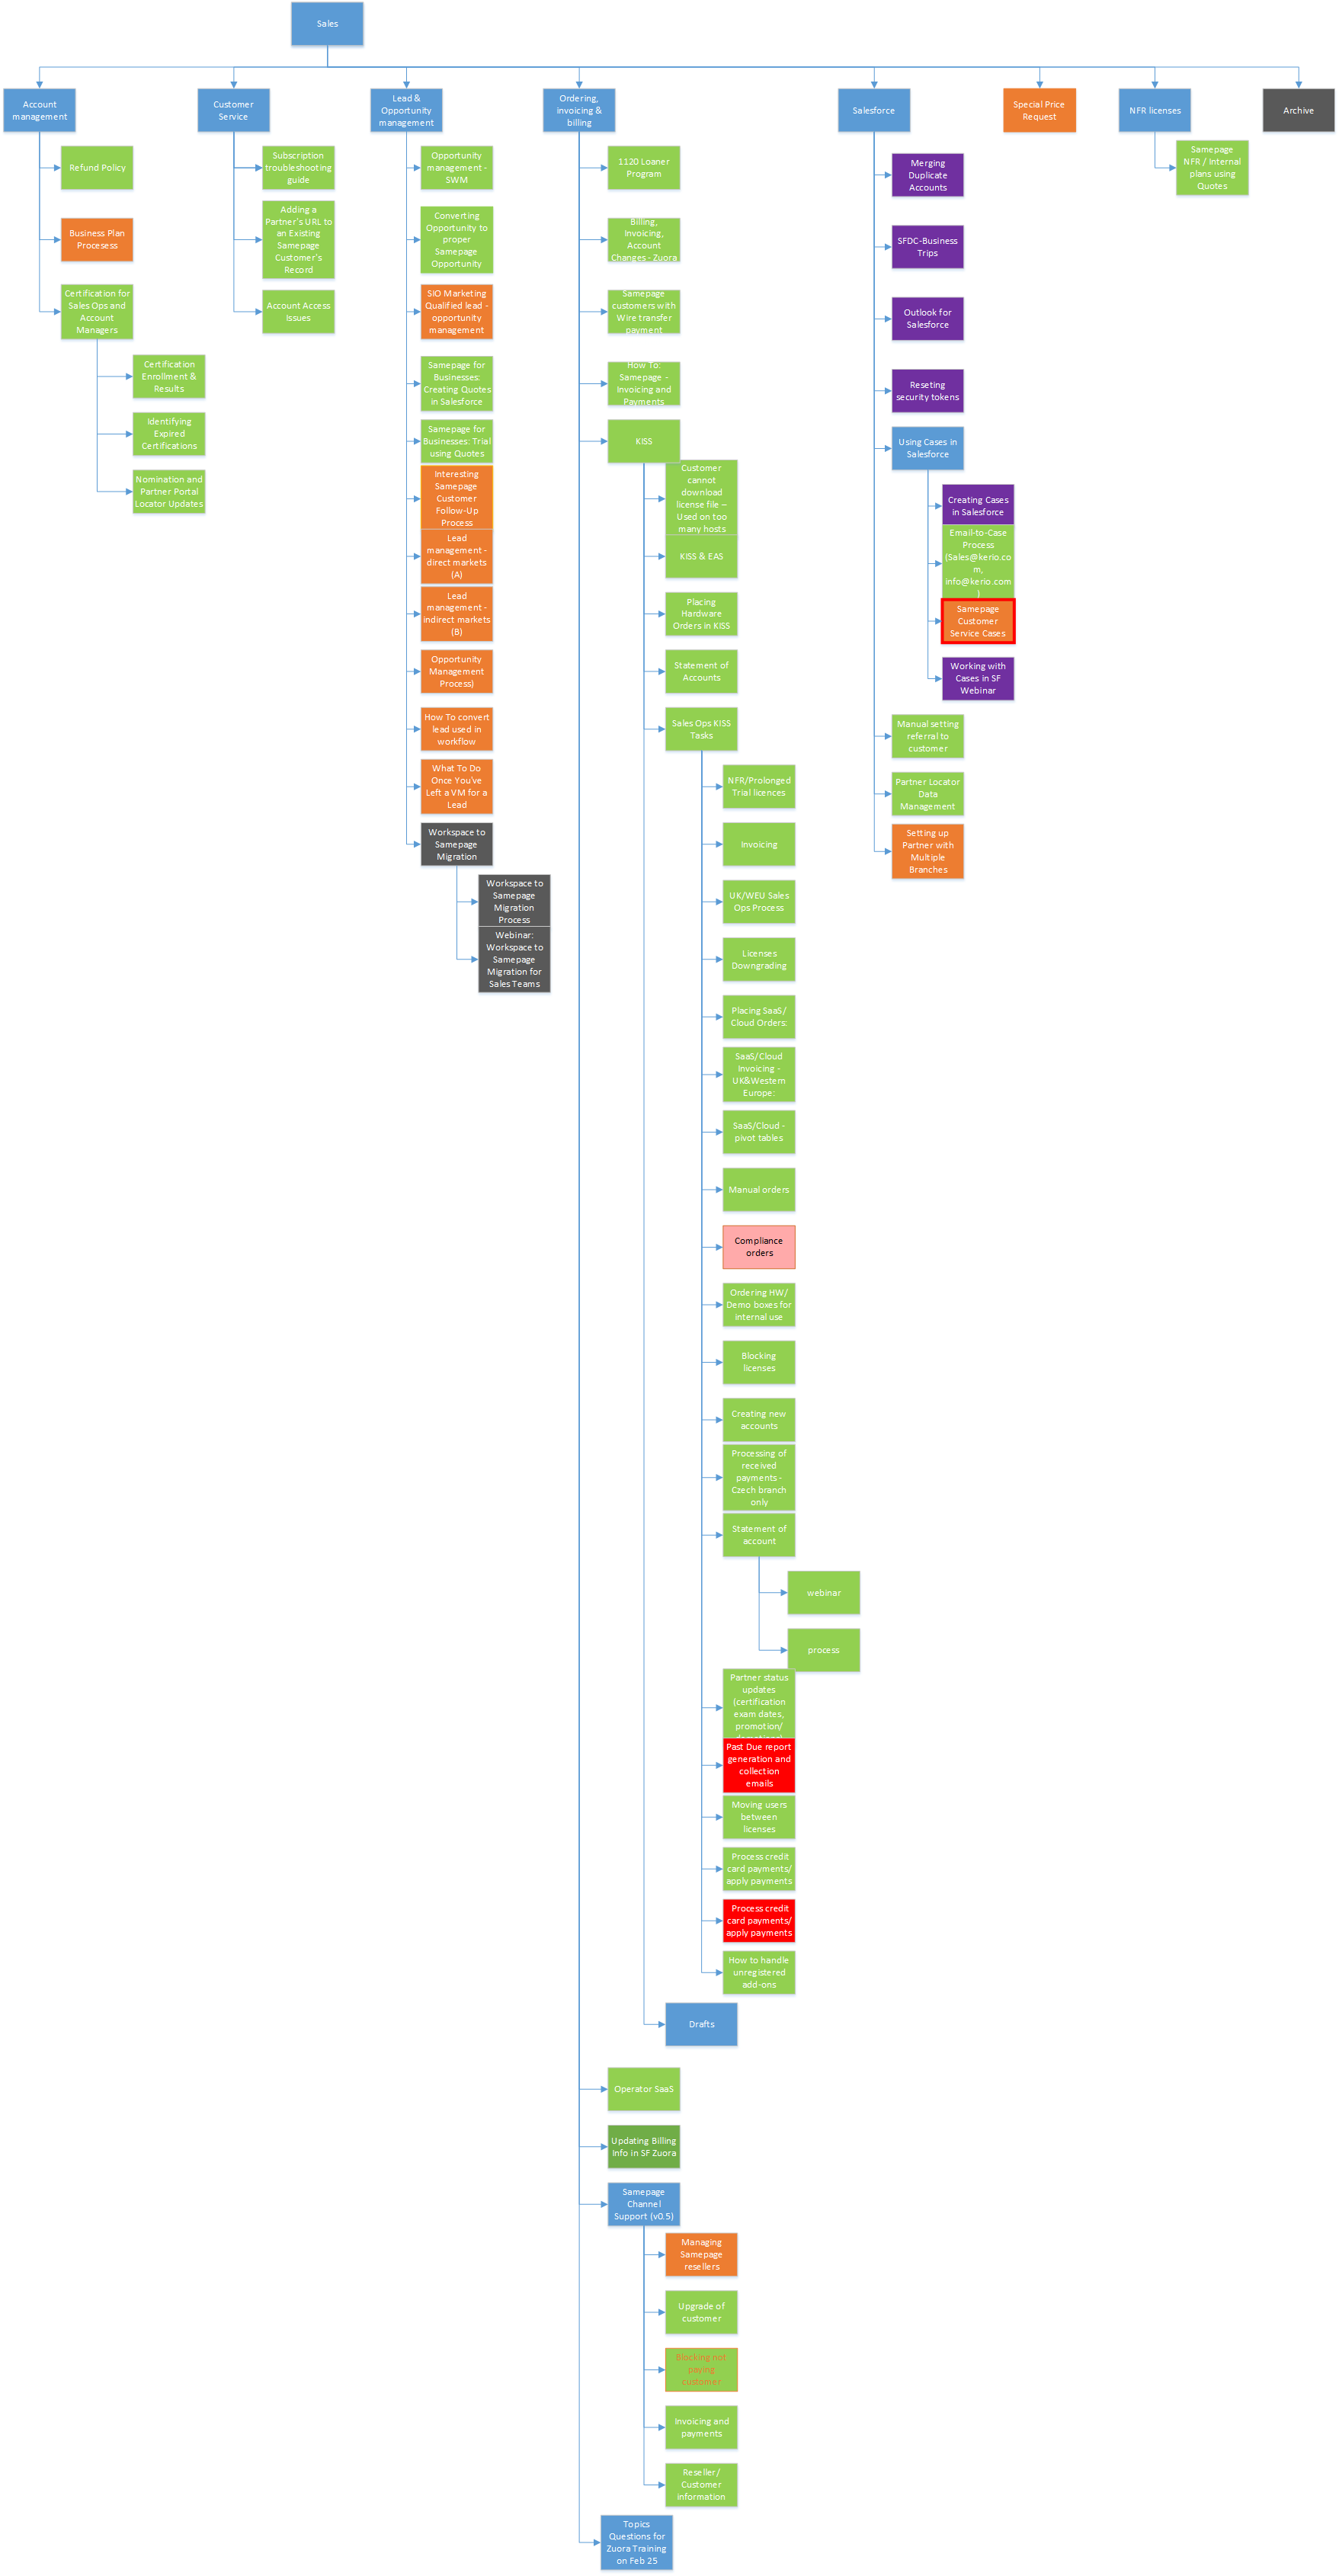 Sales
Account
management
Customer
Service
Lead &
Opportunity
management
Ordering,
invoicing &
billing
Salesforce
Special Price
Request
NFR licenses
Archive
Refund Policy
Business Plan
Procesess
Certification for
Sales Ops and
Account
Managers
Certification
Enrollment &
Results
Identifying
Expired
Certifications
Nomination and
Partner Portal
Locator Updates
Subscription
troubleshooting
guide
Adding a
Partner's URL to
an Existing
Samepage
Customer's
Record
Account Access
Issues
Opportunity
management -
SWM
Converting
Opportunity to
proper
Samepage
Opportunity
SIO Marketing
Qualified lead -
opportunity
management
Samepage for
Businesses:
Creating Quotes
in Salesforce
Samepage for
Businesses: Trial
using Quotes
Interesting
Samepage
Customer
Follow-Up
Process
Lead
management -
direct markets
(A)
Lead
management -
indirect markets
(B)
Opportunity
Management
Process)
How To convert
lead used in
workflow
What To Do
Once You've
Left a VM for a
Lead
Workspace to
Samepage
Migration
Workspace to
Samepage
Migration
Process
Webinar:
Workspace to
Samepage
Migration for
Sales Teams
1120 Loaner
Program
Billing,
Invoicing,
Account
Changes - Zuora
Samepage
customers with
Wire transfer
payment
How To:
Samepage -
Invoicing and
Payments
KISS
Customer
cannot
download
license file –
Used on too
many hosts
KISS & EAS
Placing
Hardware
Orders in KISS
Statement of
Accounts
Sales Ops KISS
Tasks
NFR/Prolonged
Trial licences
Invoicing
UK/WEU Sales
Ops Process
Licenses
Downgrading
Placing SaaS/
Cloud Orders:
SaaS/Cloud
Invoicing -
UK&Western
Europe:
SaaS/Cloud -
pivot tables
Manual orders
Compliance
orders
Ordering HW/
Demo boxes for
internal use
Blocking
licenses
Creating new
accounts
Processing of
received
payments -
Czech branch
only
Statement of
account
webinar
process
Partner status
updates
(certification
exam dates,
promotion/
Past Due report
generation and
collection
emails
Moving users
between
licenses
Process credit
card payments/
apply payments
Process credit
card payments/
apply payments
How to handle
unregistered
add-ons
Drafts
Operator SaaS
Updating Billing
Info in SF Zuora
Samepage
Channel
Support (v0.5)
Managing
Samepage
resellers
Upgrade of
customer
Blocking not
paying
customer
Invoicing and
payments
Reseller/
Customer
information
Topics
Questions for
Zuora Training
on Feb 25
Merging
Duplicate
Accounts
SFDC-Business
Trips
Outlook for
Salesforce
Reseting
security tokens
Using Cases in
Salesforce
Creating Cases
in Salesforce
Email-to-Case
Process
(Sales@kerio.co
m,
info@kerio.com
)
Samepage
Customer
Service Cases
Working with
Cases in SF
Webinar
Manual setting
referral to
customer
Partner Locator
Data
Management
Setting up
Partner with
Multiple
Branches
Samepage
NFR / Internal
plans using
Quotes